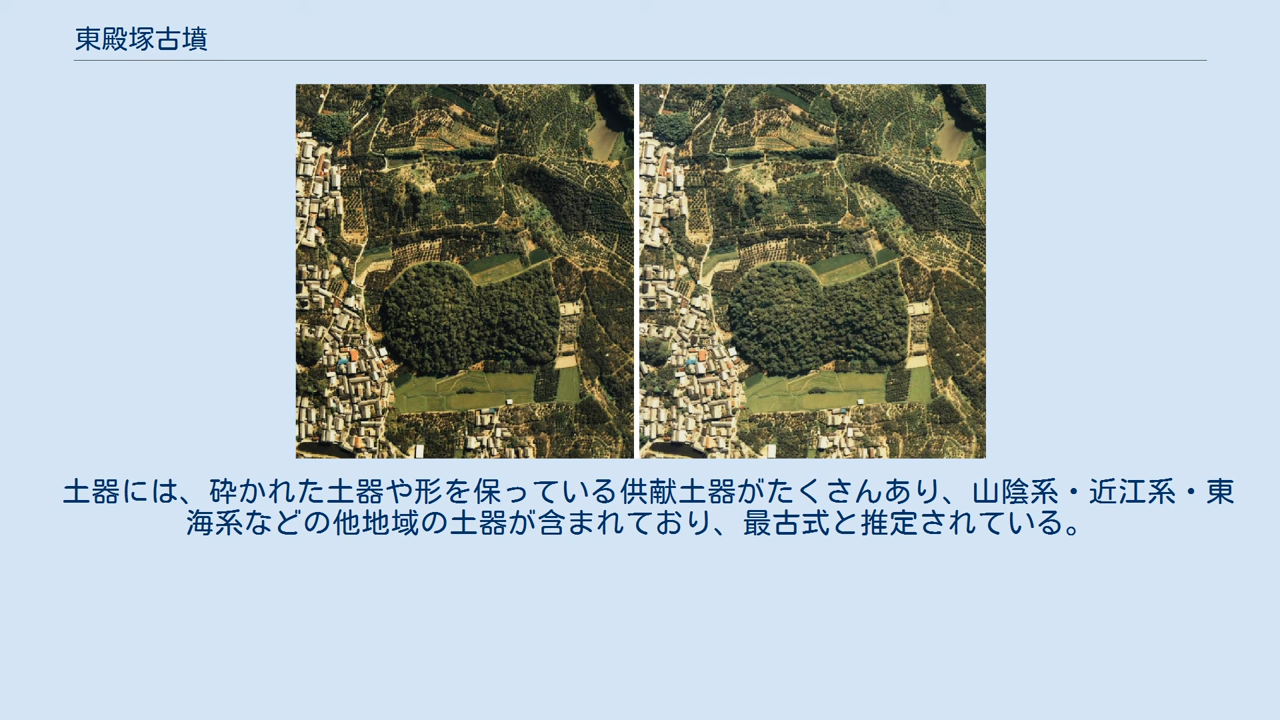 東殿塚古墳
土器には、砕かれた土器や形を保っている供献土器がたくさんあり、山陰系・近江系・東
海系などの他地域の土器が含まれており、最古式と推定されている。